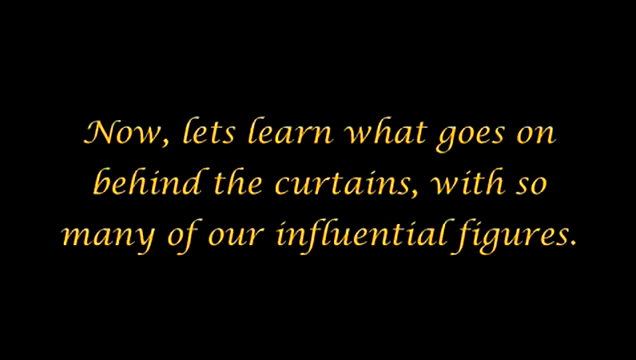 Now, lets learn what goes on
behind the curtains, with so
many of our influential figures.